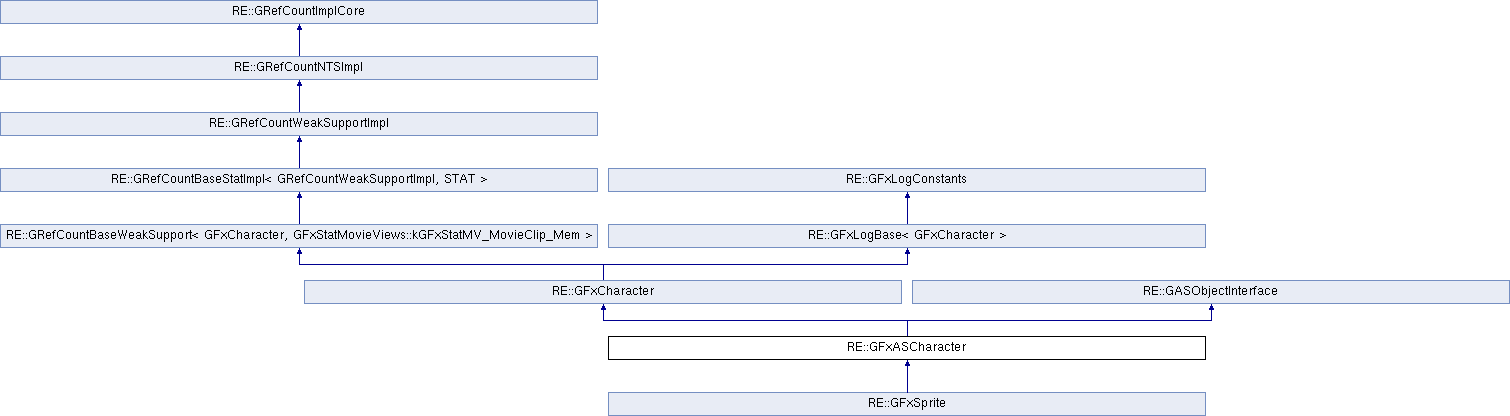 RE::GRefCountImplCore
RE::GRefCountNTSImpl
RE::GRefCountWeakSupportImpl
RE::GRefCountBaseStatImpl< GRefCountWeakSupportImpl, STAT >
RE::GFxLogConstants
RE::GRefCountBaseWeakSupport< GFxCharacter, GFxStatMovieViews::kGFxStatMV_MovieClip_Mem >
RE::GFxLogBase< GFxCharacter >
RE::GFxCharacter
RE::GASObjectInterface
RE::GFxASCharacter
RE::GFxSprite